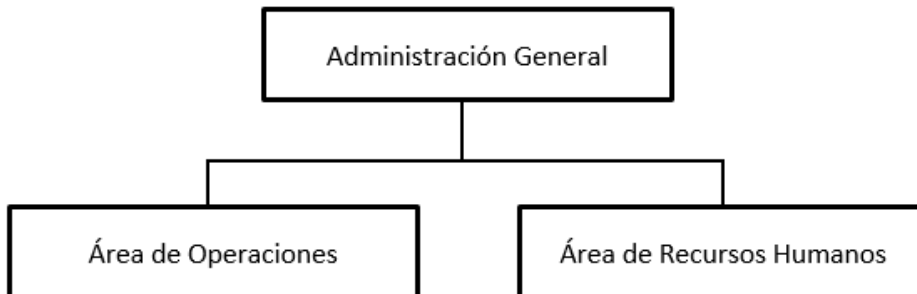 Administración General
Área de Operaciones
Área de Recursos Humanos